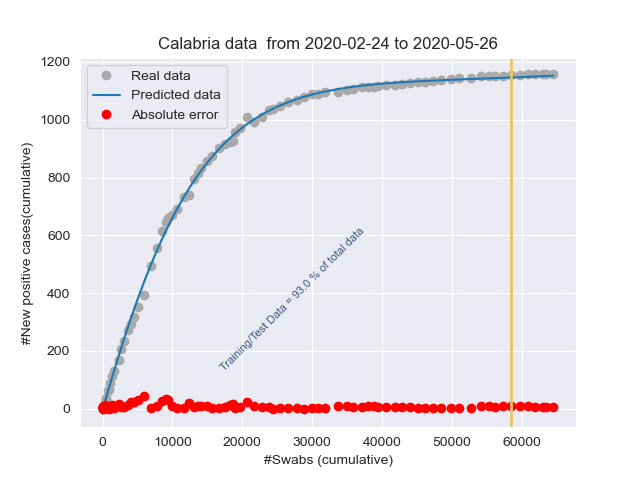 Calabria data  from 2020-02-24 to 2020-05-26
1200
1000
800
600
400
200
0
#New positive cases(cumulative)
Real data
Predicted data
Absolute error
Training/Test Data = 93.0 % of total data
0
10000
20000
30000
40000
50000
60000
#Swabs (cumulative)